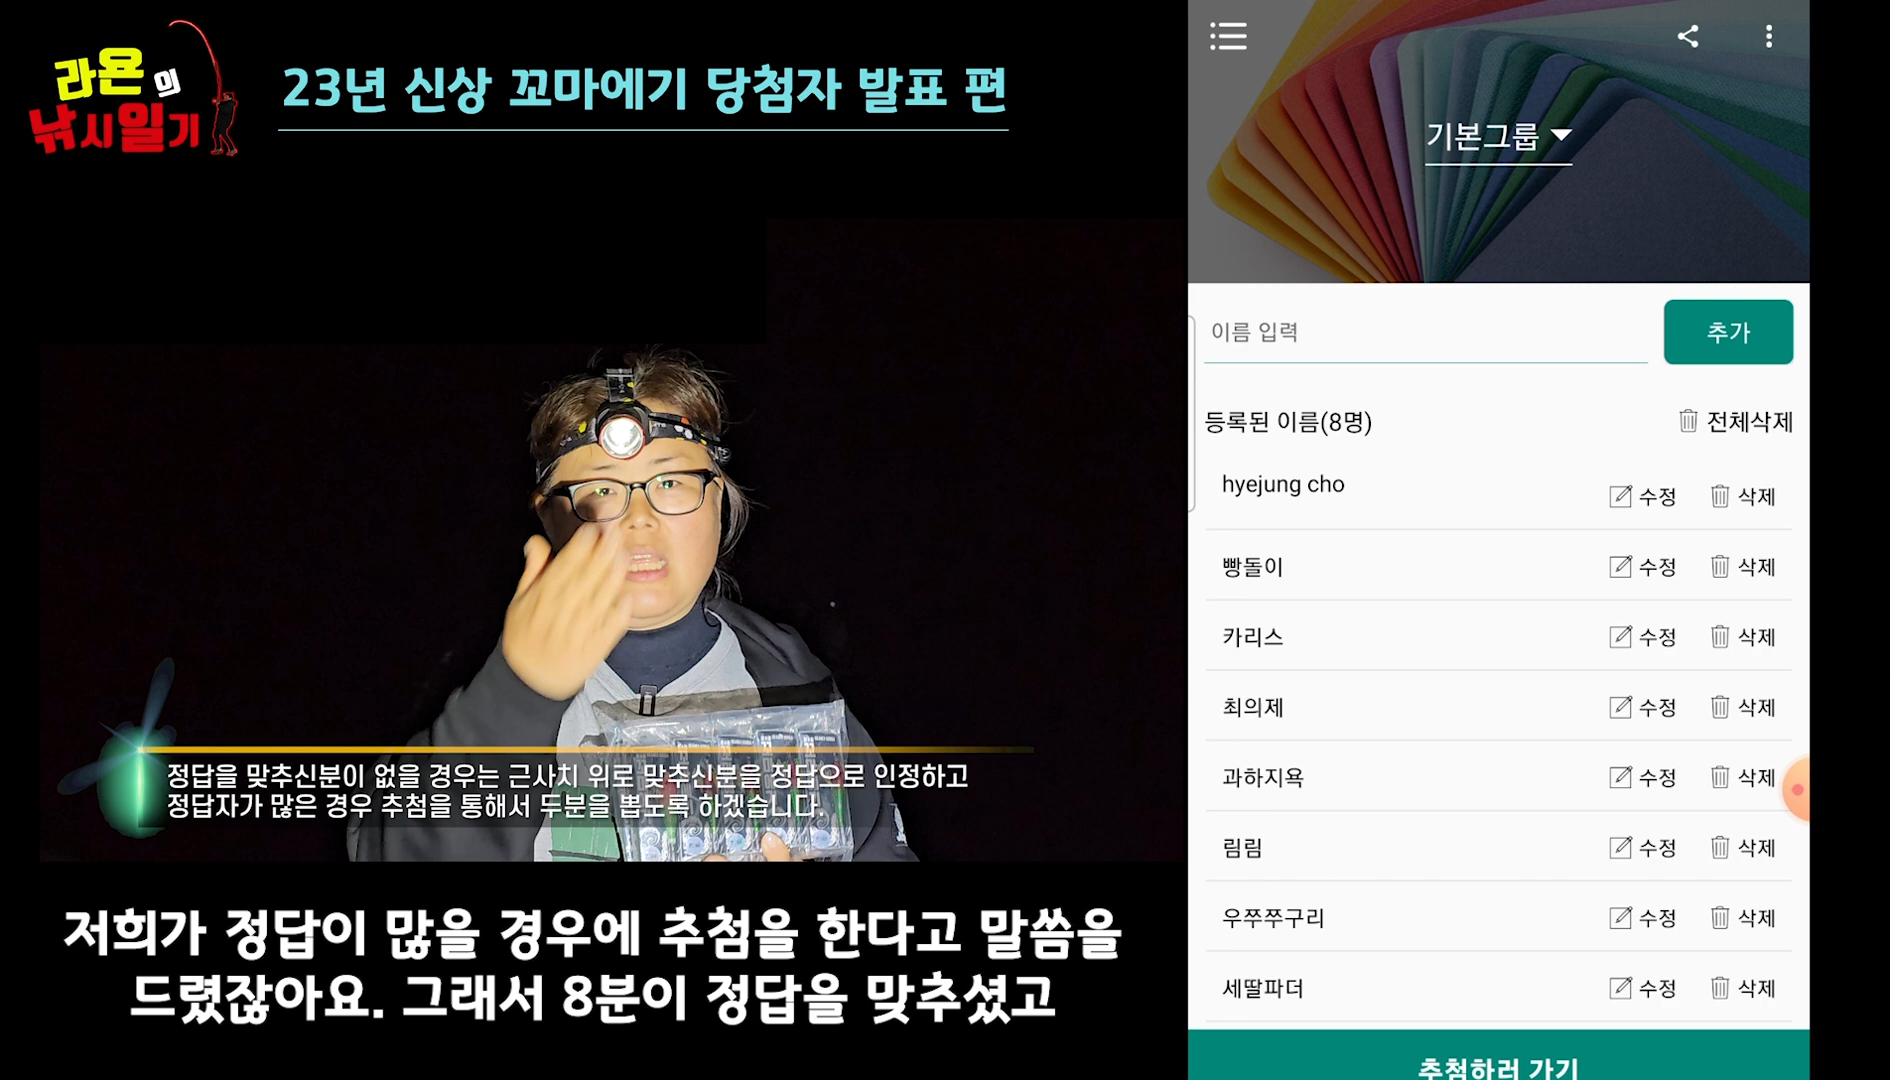 라욘의
낚시일기
23년 신상 꼬마에기 당첨자 발표 편
정답을 맞추신분이 없을 경우는 근사치 위로 맞추신분을 정답으로 인정하고
정답자가 많은 경우 추첨을 통해서 두분을 뽑도록 하겠습니다.
저희가 정답이 많을 경우에 추첨을 한다고 말씀을
드렸잖아요. 그래서 8분이 정답을 맞추셨고
기본그룹
이름 입력
추가
등록된 이름(8명)
전체삭제
hyejung cho 수정 삭제
빵돌이 수정 삭제
카리스 수정 삭제
최의제 수정 삭제
과하지욕 수정 삭제
림림 수정 삭제
우쭈쭈구리 수정 삭제
세딸파더 수정 삭제
추첨하러 가기